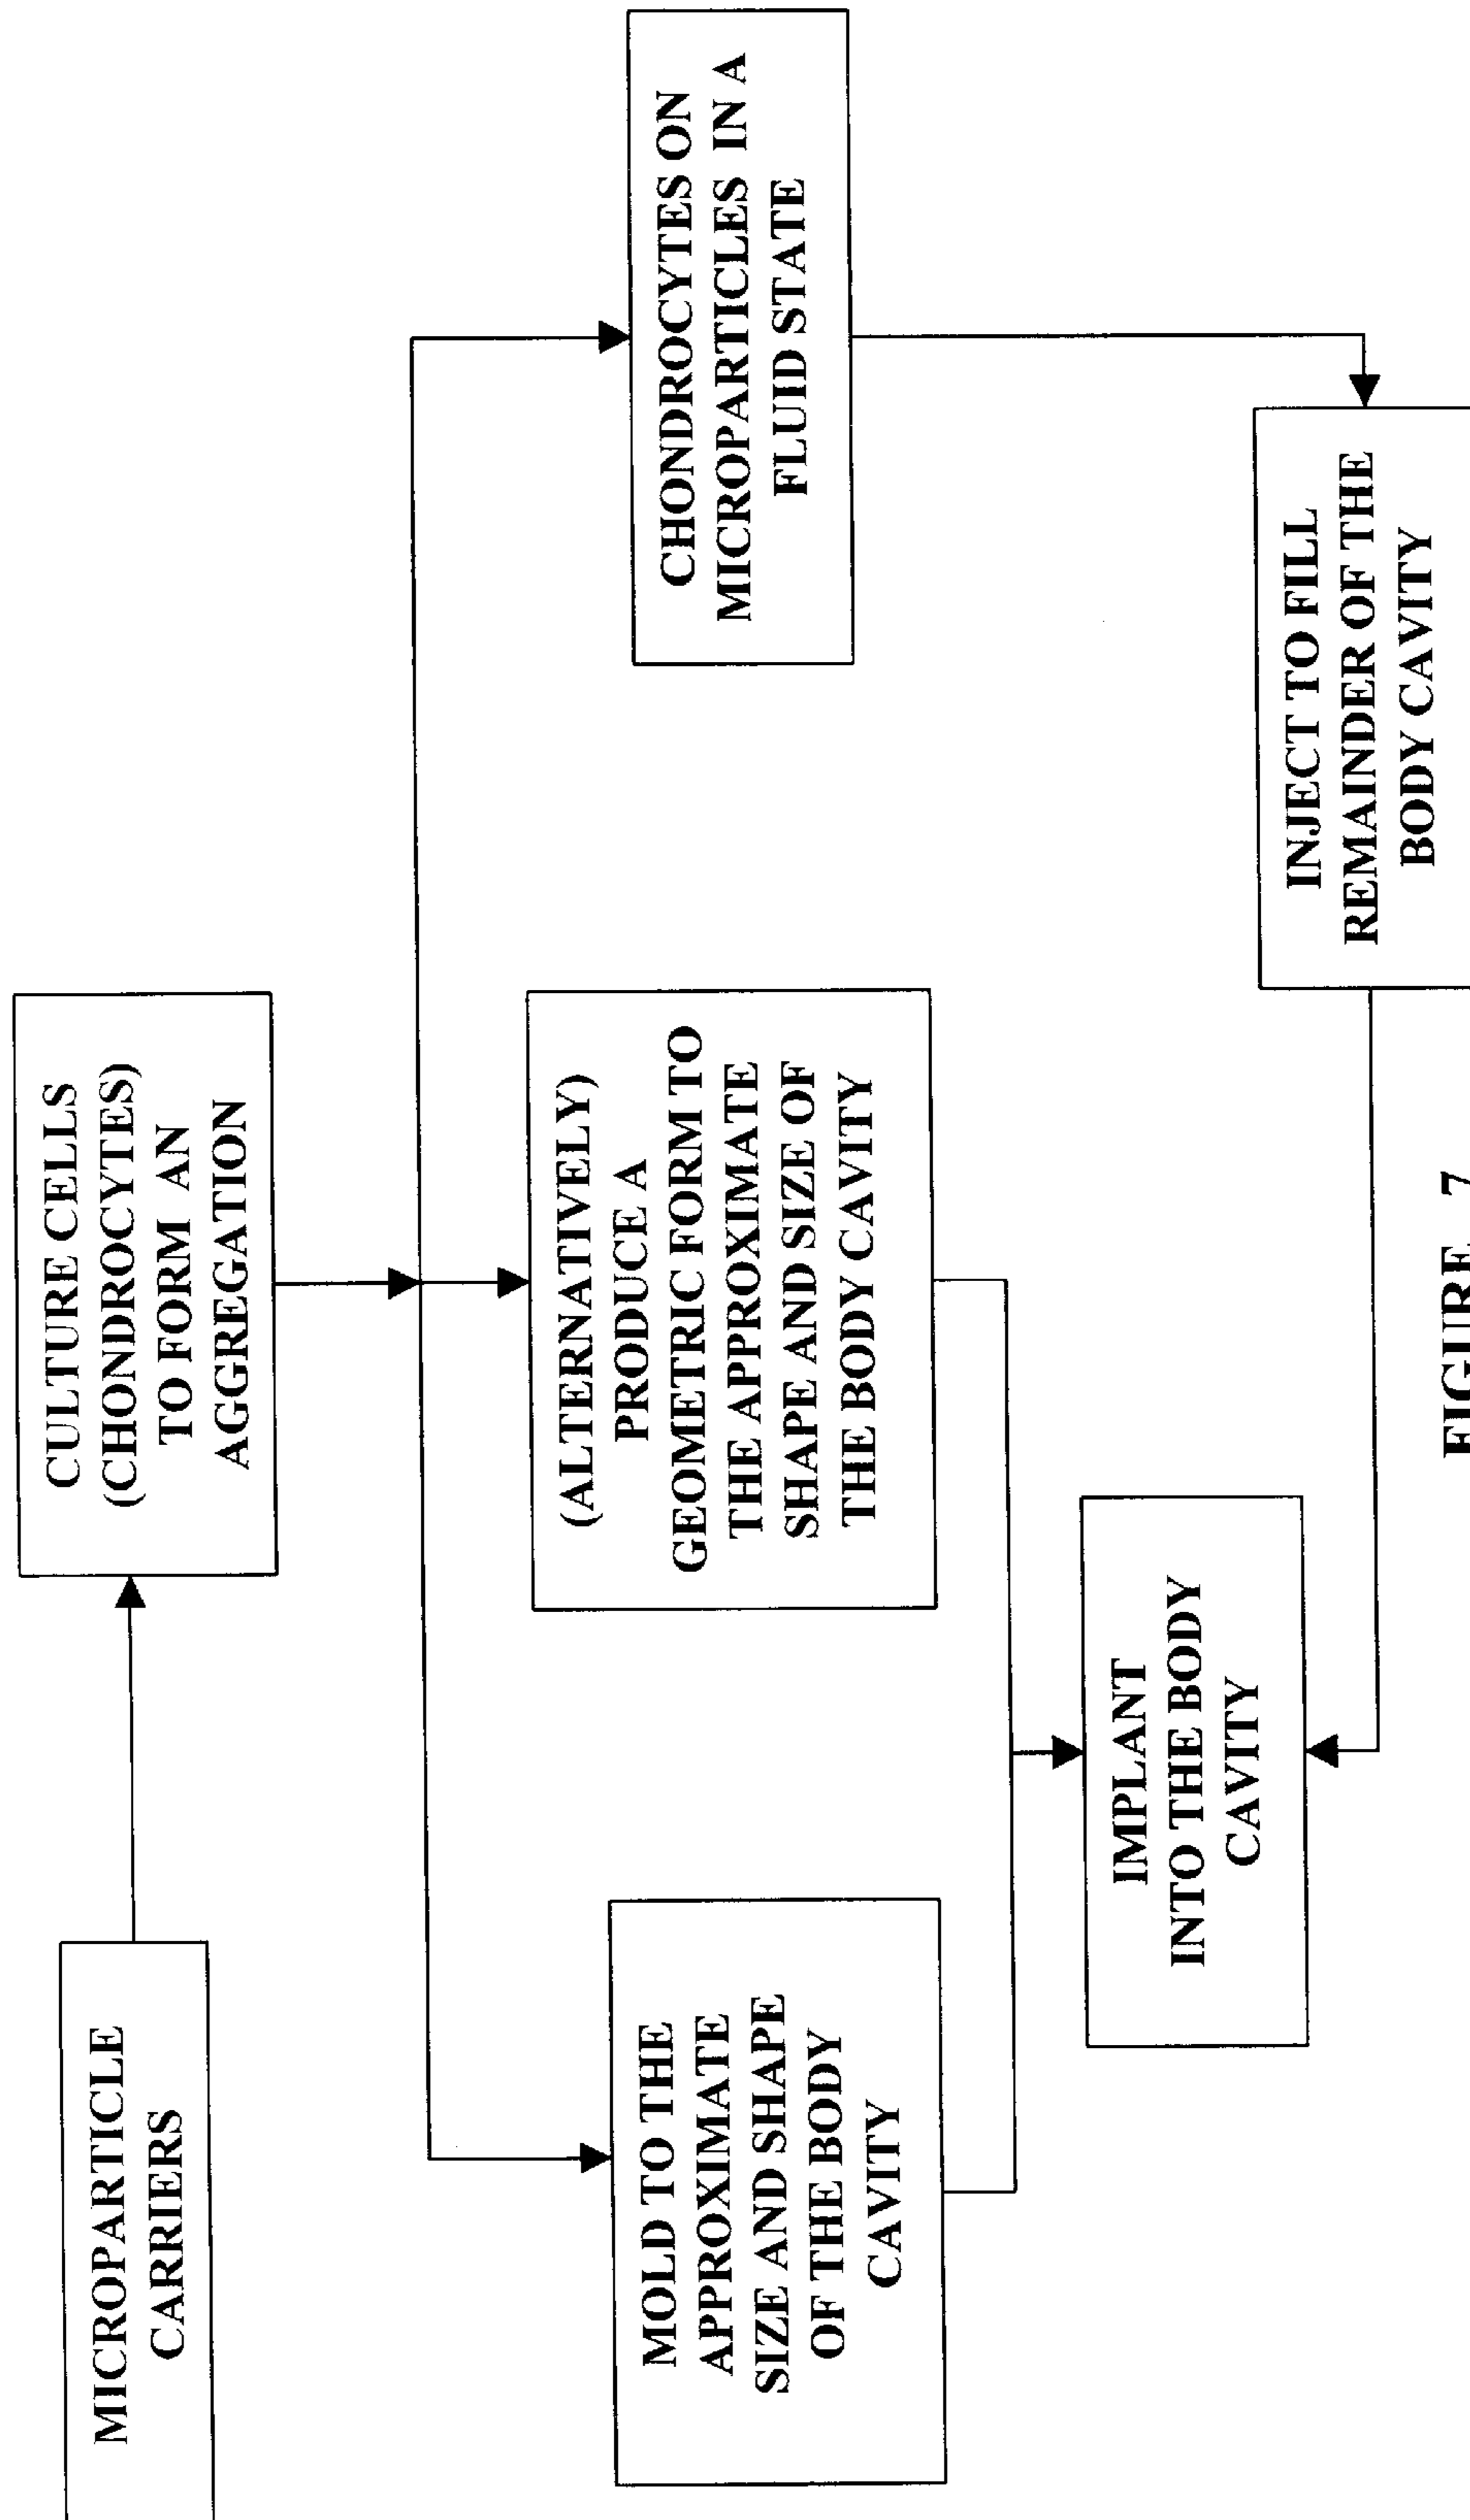 MICROPARTICLE
CARRIERS
CULTURE CELLS
(CHONDROCYTES)
TO FORM AN
AGGREGATION
MOLD TO THE
APPROXIMATE
SIZE AND SHAPE
OF THE BODY
CAVITY
(ALTERNATIVELY)
PRODUCE A
GEOMETRIC FORM TO
THE APPROXIMATE
SHAPE AND SIZE OF
THE BODY CAVITY
CHONDROCYTES ON
MICROPARTICLES IN A
FLUID STATE
IMPLANT
INTO THE BODY
CAVITY
INJECT TO FILL
REMAINDER OF THE
BODY CAVITY
FIGURE 7